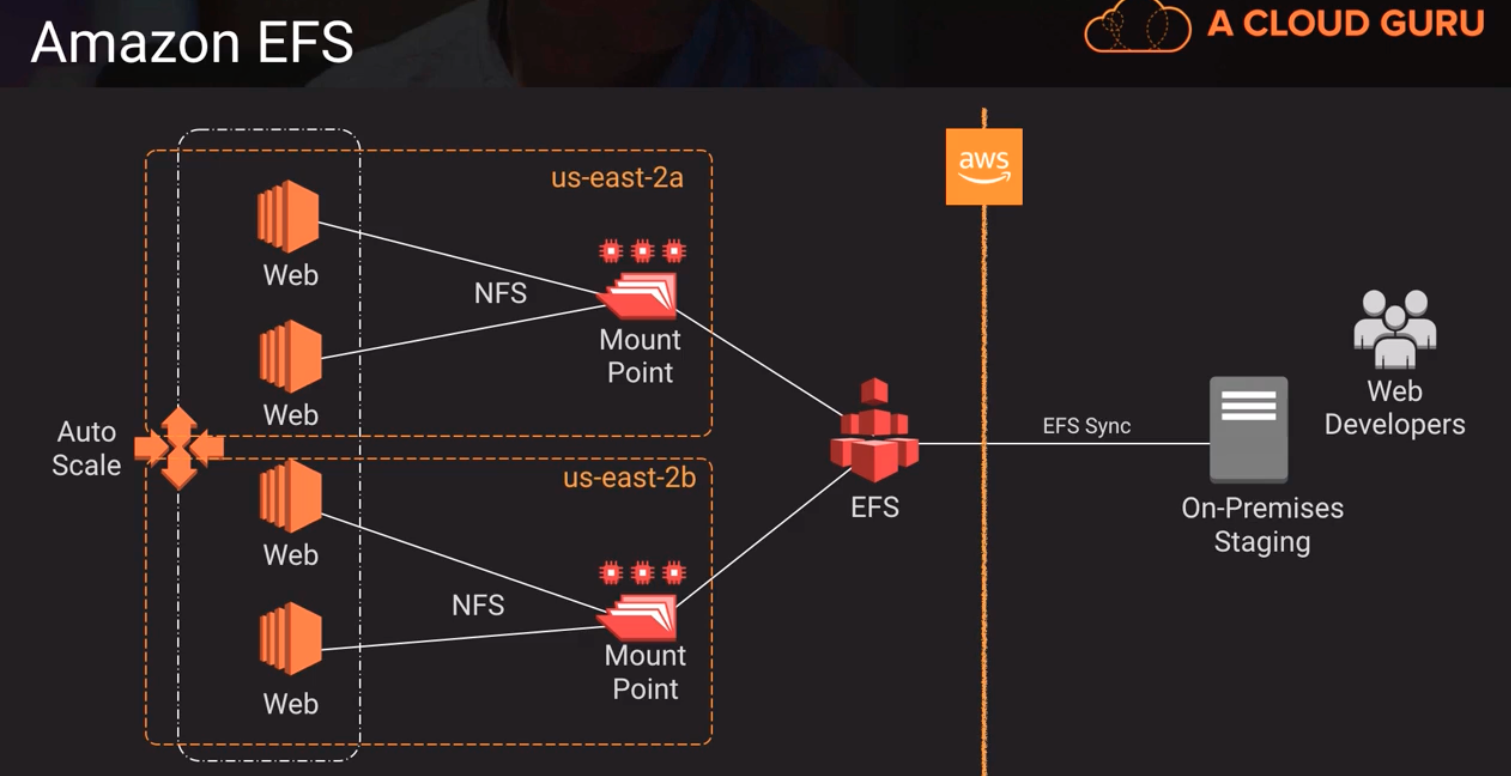 Amazon EFS
A CLOUD GURU
us-east-2a
aws
Web
NFS
Mount
Point
Web
Auto
Scale
us-east-2b
Web
NFS
Mount
Point
Web
EFS
EFS Sync
Web
Developers
On-Premises
Staging